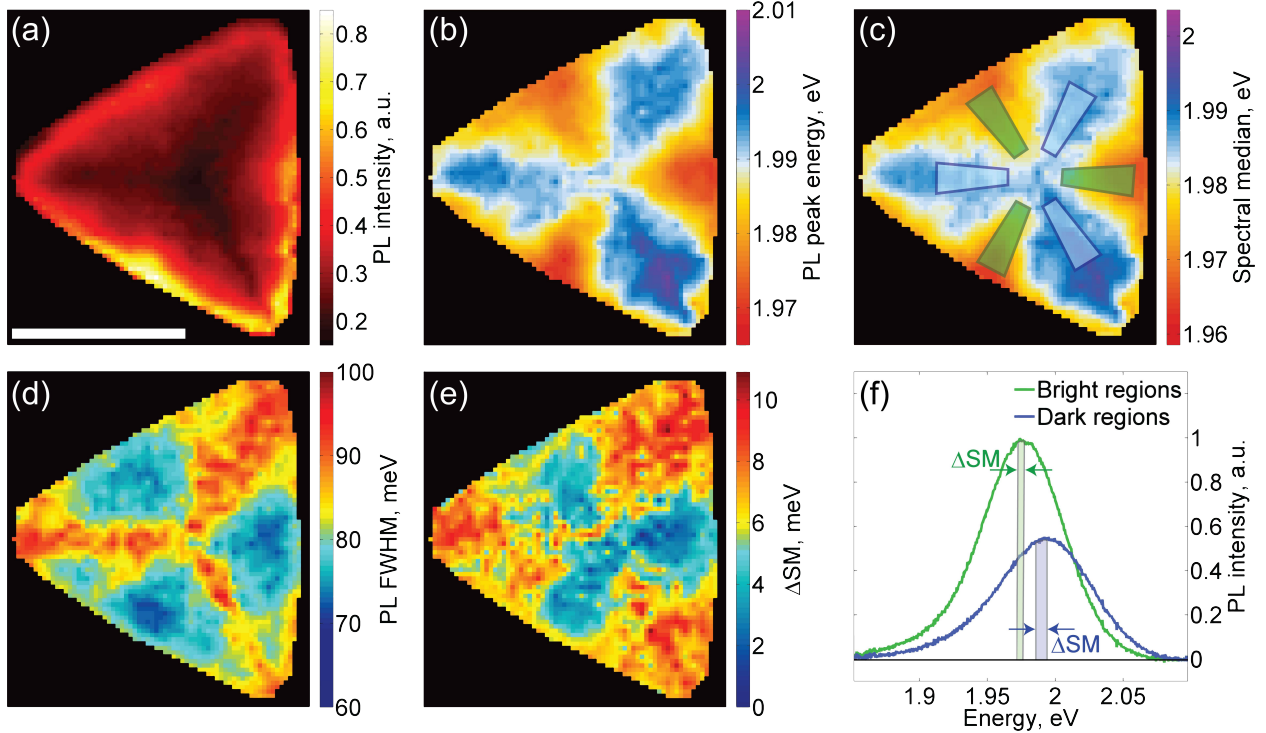 (a)
0.8
0.7
0.6
0.5
0.4
0.3
0.2
PL intensity, a.u.
(b)
2.01
2
1.99
1.98
1.97
PL peak energy, eV
(c)
2
1.99
1.98
1.97
1.96
Spectral median, eV
(d)
100
90
80
70
60
PL FWHM, meV
(e)
10
8
6
4
2
0
ΔSM, meV
(f)
Bright regions
Dark regions
ΔSM
ΔSM
1
0.8
0.6
0.4
0.2
0
PL intensity, a.u.
1.9 1.95 2 2.05
Energy, eV